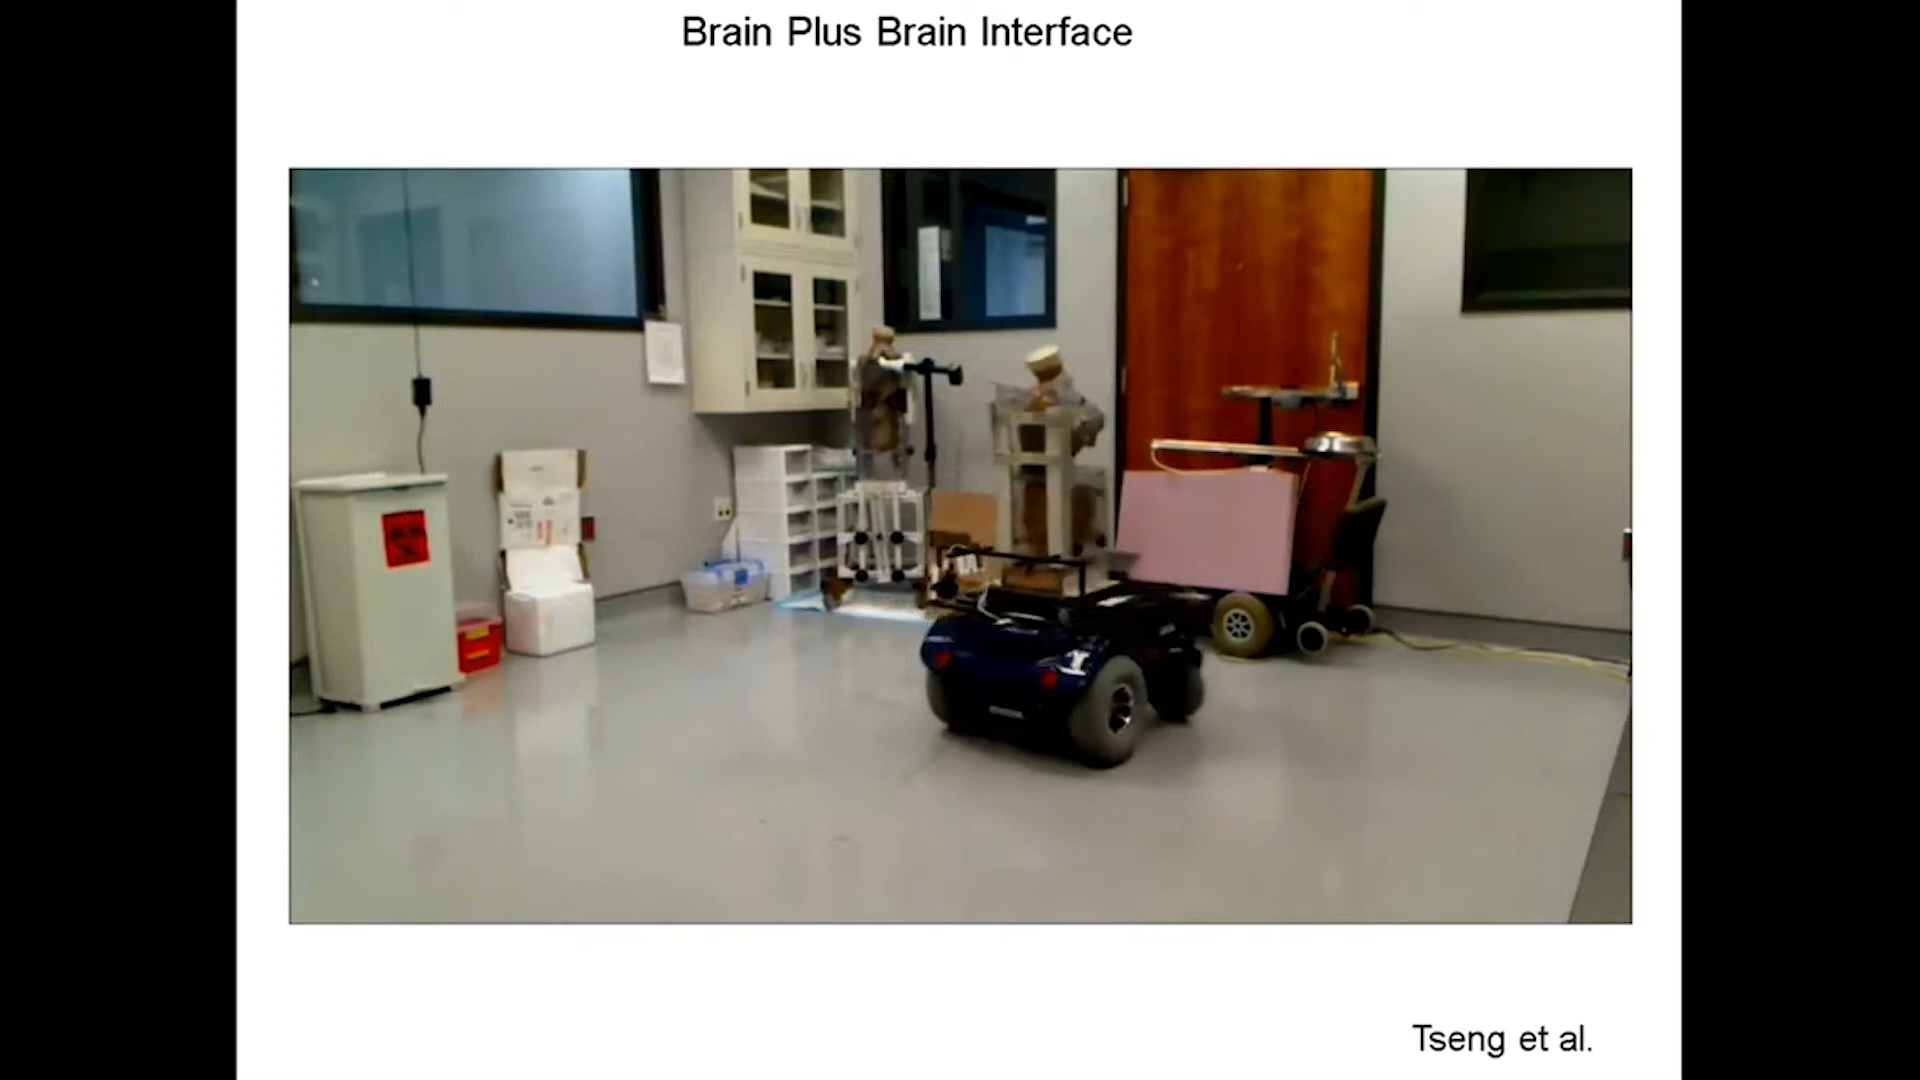 Brain Plus Brain Interface
Tseng et al.